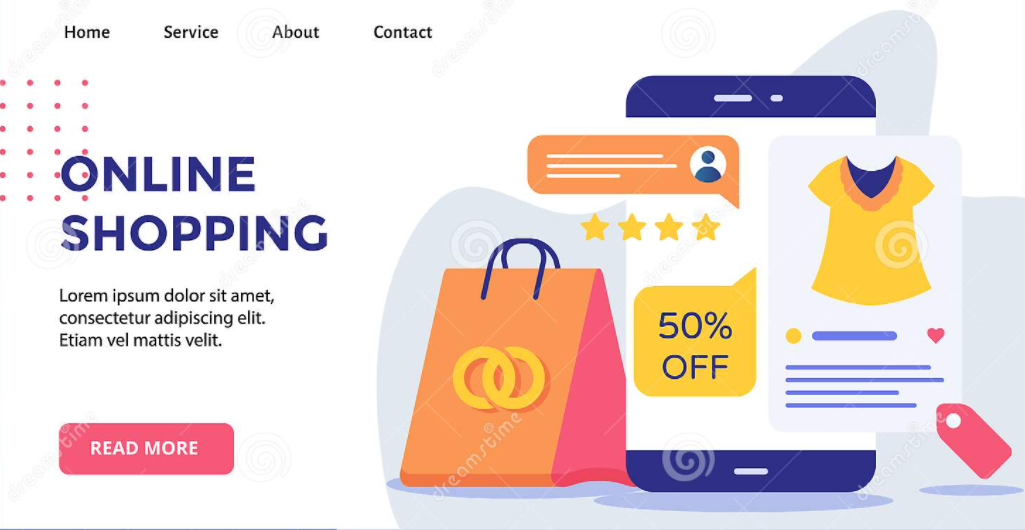 Home Service About Contact
ONLINE
SHOPPING
Lorem ipsum dolor sit amet,
consectetur adipiscing elit.
Etiam vel mattis velit.
READ MORE
50%
OFF
dreamstime